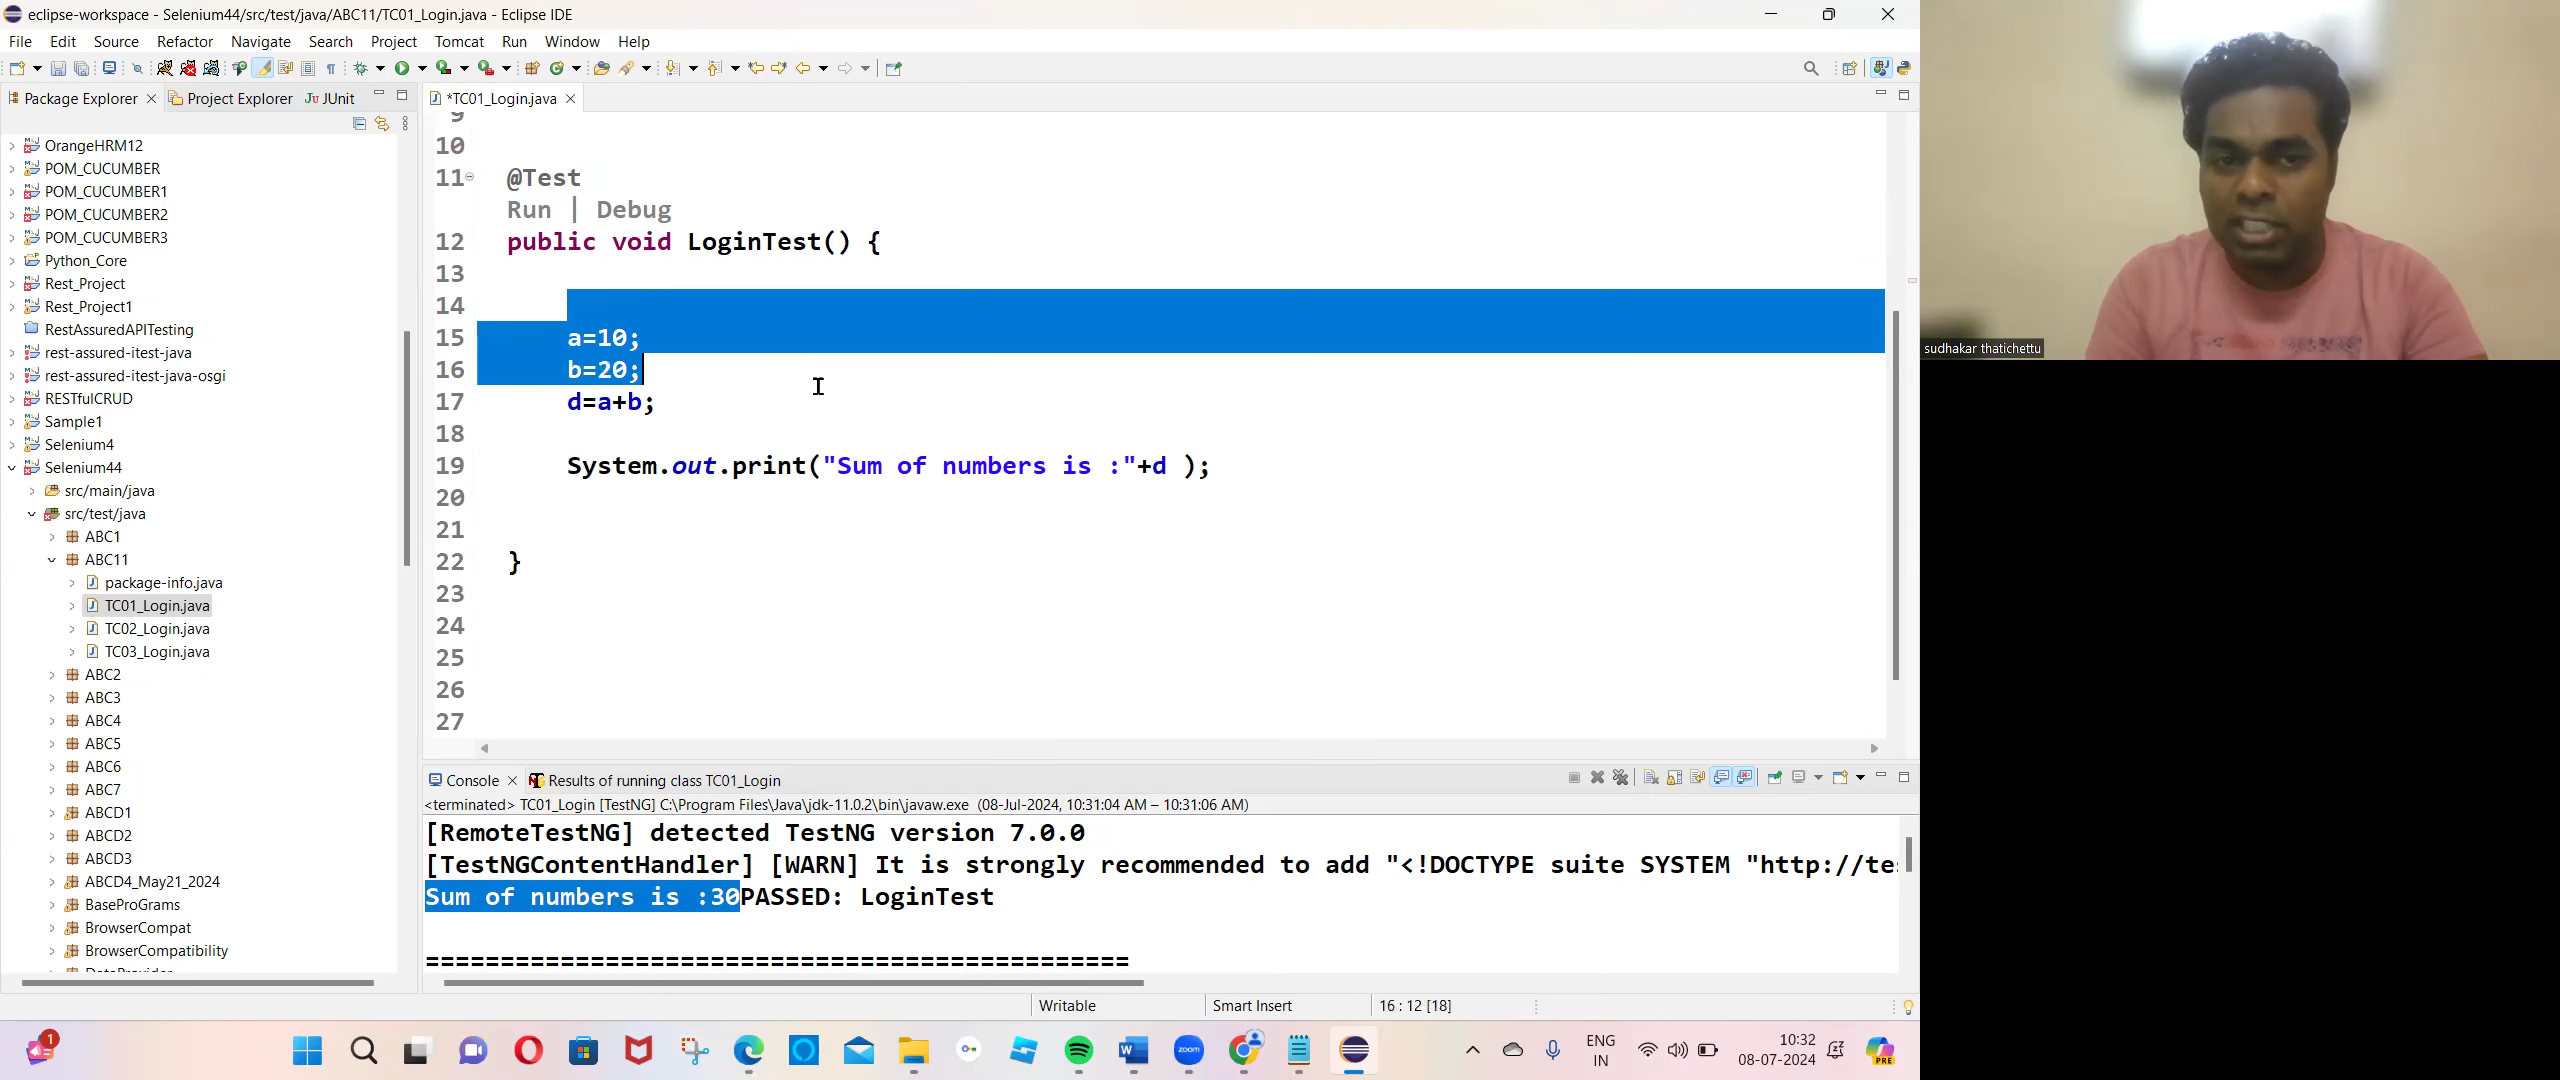 eclipse-workspace - Selenium44/src/test/java/ABC11/TC01_Login.java - Eclipse IDE
File Edit Source Refactor Navigate Search Project Tomcat Run Window Help
Package Explorer Project Explorer JUnit
*TC01_Login.java
OrangeHRM12
POM_CUCUMBER
POM_CUCUMBER1
POM_CUCUMBER2
POM_CUCUMBER3
Python_Core
Rest_Project
Rest_Project1
RestAssuredAPITesting
rest-assured-itest-java
rest-assured-itest-java-osgi
RESTfulCRUD
Sample1
Selenium4
Selenium44
src/main/java
src/test/java
ABC1
ABC11
package-info.java
TC01_Login.java
TC02_Login.java
TC03_Login.java
ABC2
ABC3
ABC4
ABC5
ABC6
ABC7
ABCD1
ABCD2
ABCD3
ABCD4_May21_2024
BaseProGrams
BrowserCompat
BrowserCompatibility
9
10
11 @Test
Run | Debug
12 public void LoginTest() {
13
14
15 a=10;
16 b=20;
17 d=a+b;
18
19 System.out.print("Sum of numbers is :"+d );
20
21
22 }
23
24
25
26
27
Console Results of running class TC01_Login
<terminated> TC01_Login [TestNG] C:\Program Files\Java\jdk-11.0.2\bin\javaw.exe (08-Jul-2024, 10:31:04 AM – 10:31:06 AM)
[RemoteTestNG] detected TestNG version 7.0.0
[TestNGContentHandler] [WARN] It is strongly recommended to add "<!DOCTYPE suite SYSTEM "http://tes
Sum of numbers is :30PASSED: LoginTest
===============================================
Writable Smart Insert 16 : 12 [18]
1
zoom
ENG
IN
10:32
08-07-2024
PRE
sudhakar thatichettu